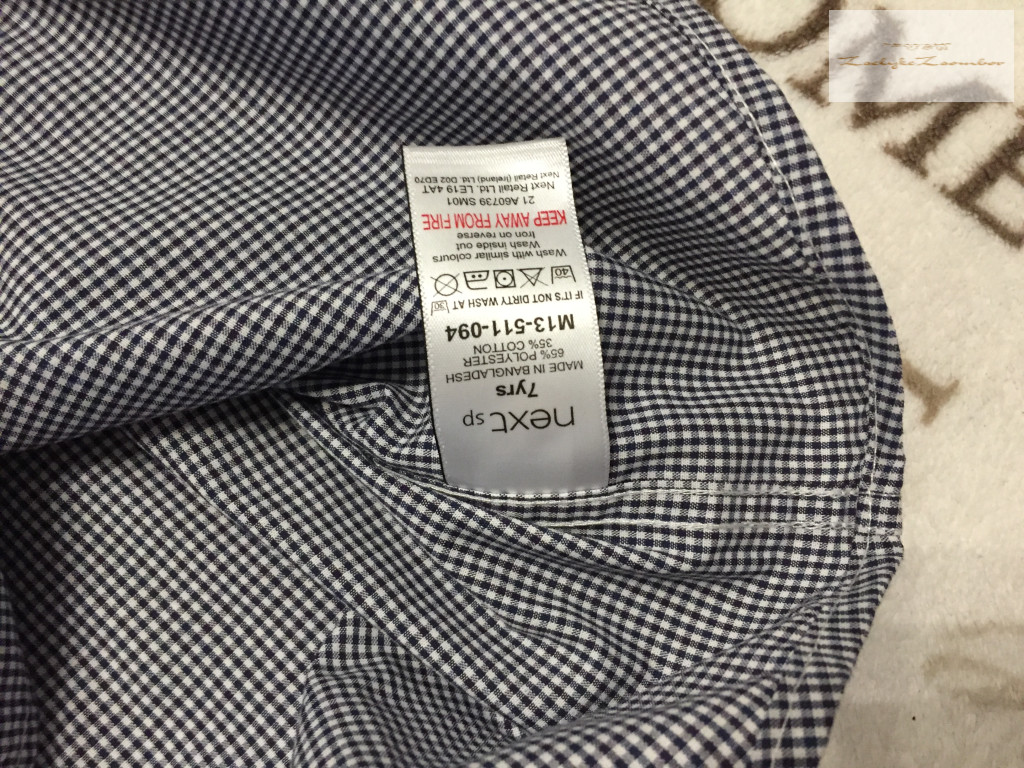 next sp
7yrs
MADE IN BANGLADESH
65% POLYESTER
35% COTTON
M13-511-094
IF IT'S NOT DIRTY WASH AT 30
40
Wash with similar colours
Wash inside out
Iron on reverse
KEEP AWAY FROM FIRE
21 A60739 SM01
Next Retail Ltd. LE19 4AT
Next Retail (Ireland) Ltd. D02 ED70